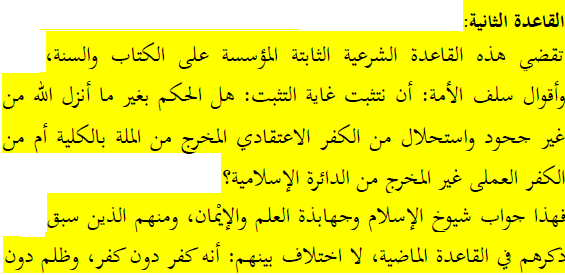 القاعدة الثانية:
تقضي هذه القاعدة الشرعية الثابتة المؤسسة على الكتاب والسنة،
وأقوال سلف الأمة: أن نتثبت غاية التثبت: هل الحكم بغير ما أنزل الله من
غير جحود واستحلال من الكفر الاعتقادي المخرج من الملة بالكلية أم من
الكفر العملى غير المخرج من الدائرة الإسلامية؟
فهذا جواب شيوخ الإسلام وجهابذة العلم والإيْمان، ومنهم الذين سبق
ذكرهم في القاعدة الماضية، لا اختلاف بينهم: أنه كفر دون كفر، وظلم دون